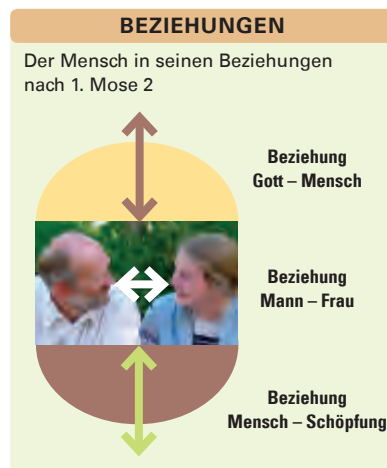 BEZIEHUNGEN
Der Mensch in seinen Beziehungen
nach 1. Mose 2
Beziehung
Gott – Mensch
Beziehung
Mann – Frau
Beziehung
Mensch – Schöpfung